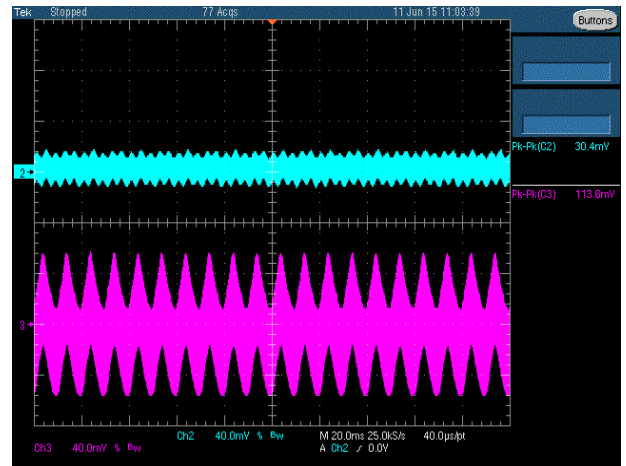 Tek Stopped 77 Acqs 11 Jun 15 11:03:39
Buttons
Pk-Pk(C2) 30.4mV
2
Pk-Pk(C3) 113.6mV
3
Ch2 40.0mV % Bw M 20.0ms 25.0kS/s 40.0µs/pt
Ch3 40.0mV % Bw A Ch2 ∕ 0.0V